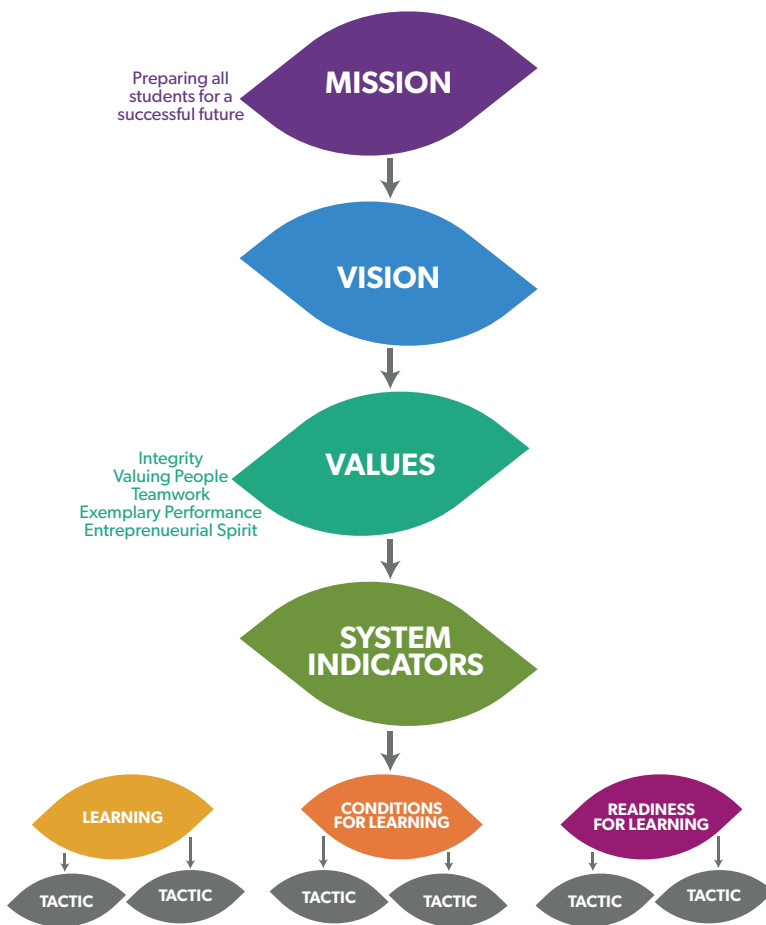 Preparing all
students for a
successful future
MISSION
VISION
VALUES
Integrity
Valuing People
Teamwork
Exemplary Performance
Entreprenueurial Spirit
SYSTEM
INDICATORS
LEARNING
CONDITIONS
FOR LEARNING
READINESS
FOR LEARNING
TACTIC
TACTIC
TACTIC
TACTIC
TACTIC
TACTIC